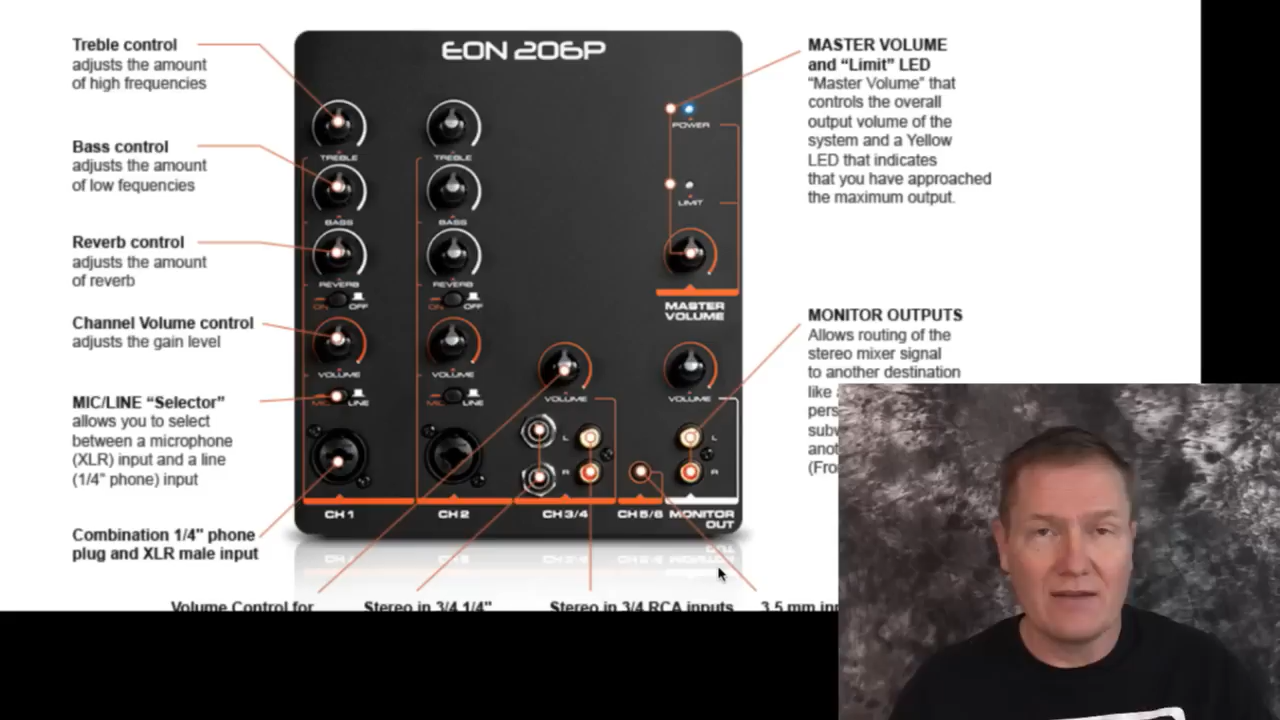 Treble control
adjusts the amount
of high frequencies
Bass control
adjusts the amount
of low fequencies
Reverb control
adjusts the amount
of reverb
Channel Volume control
adjusts the gain level
MIC/LINE “Selector”
allows you to select
between a microphone
(XLR) input and a line
(1/4" phone) input
Combination 1/4" phone
plug and XLR male input
EON 206P
TREBLE
TREBLE
BASS
BASS
REVERB
REVERB
ON OFF
ON OFF
VOLUME
VOLUME
MIC LINE
MIC LINE
CH 1
CH 2
VOLUME
L
R
CH 3/4
CH 5/6
POWER
LIMIT
MASTER
VOLUME
VOLUME
L
R
MONITOR
OUT
MASTER VOLUME
and “Limit” LED
“Master Volume” that
controls the overall
output volume of the
system and a Yellow
LED that indicates
that you have approached
the maximum output.
MONITOR OUTPUTS
Allows routing of the
stereo mixer signal
to another destination
like
Volume Control for
Stereo in 3/4 1/4"
Stereo in 3/4 RCA inputs
3.5 mm